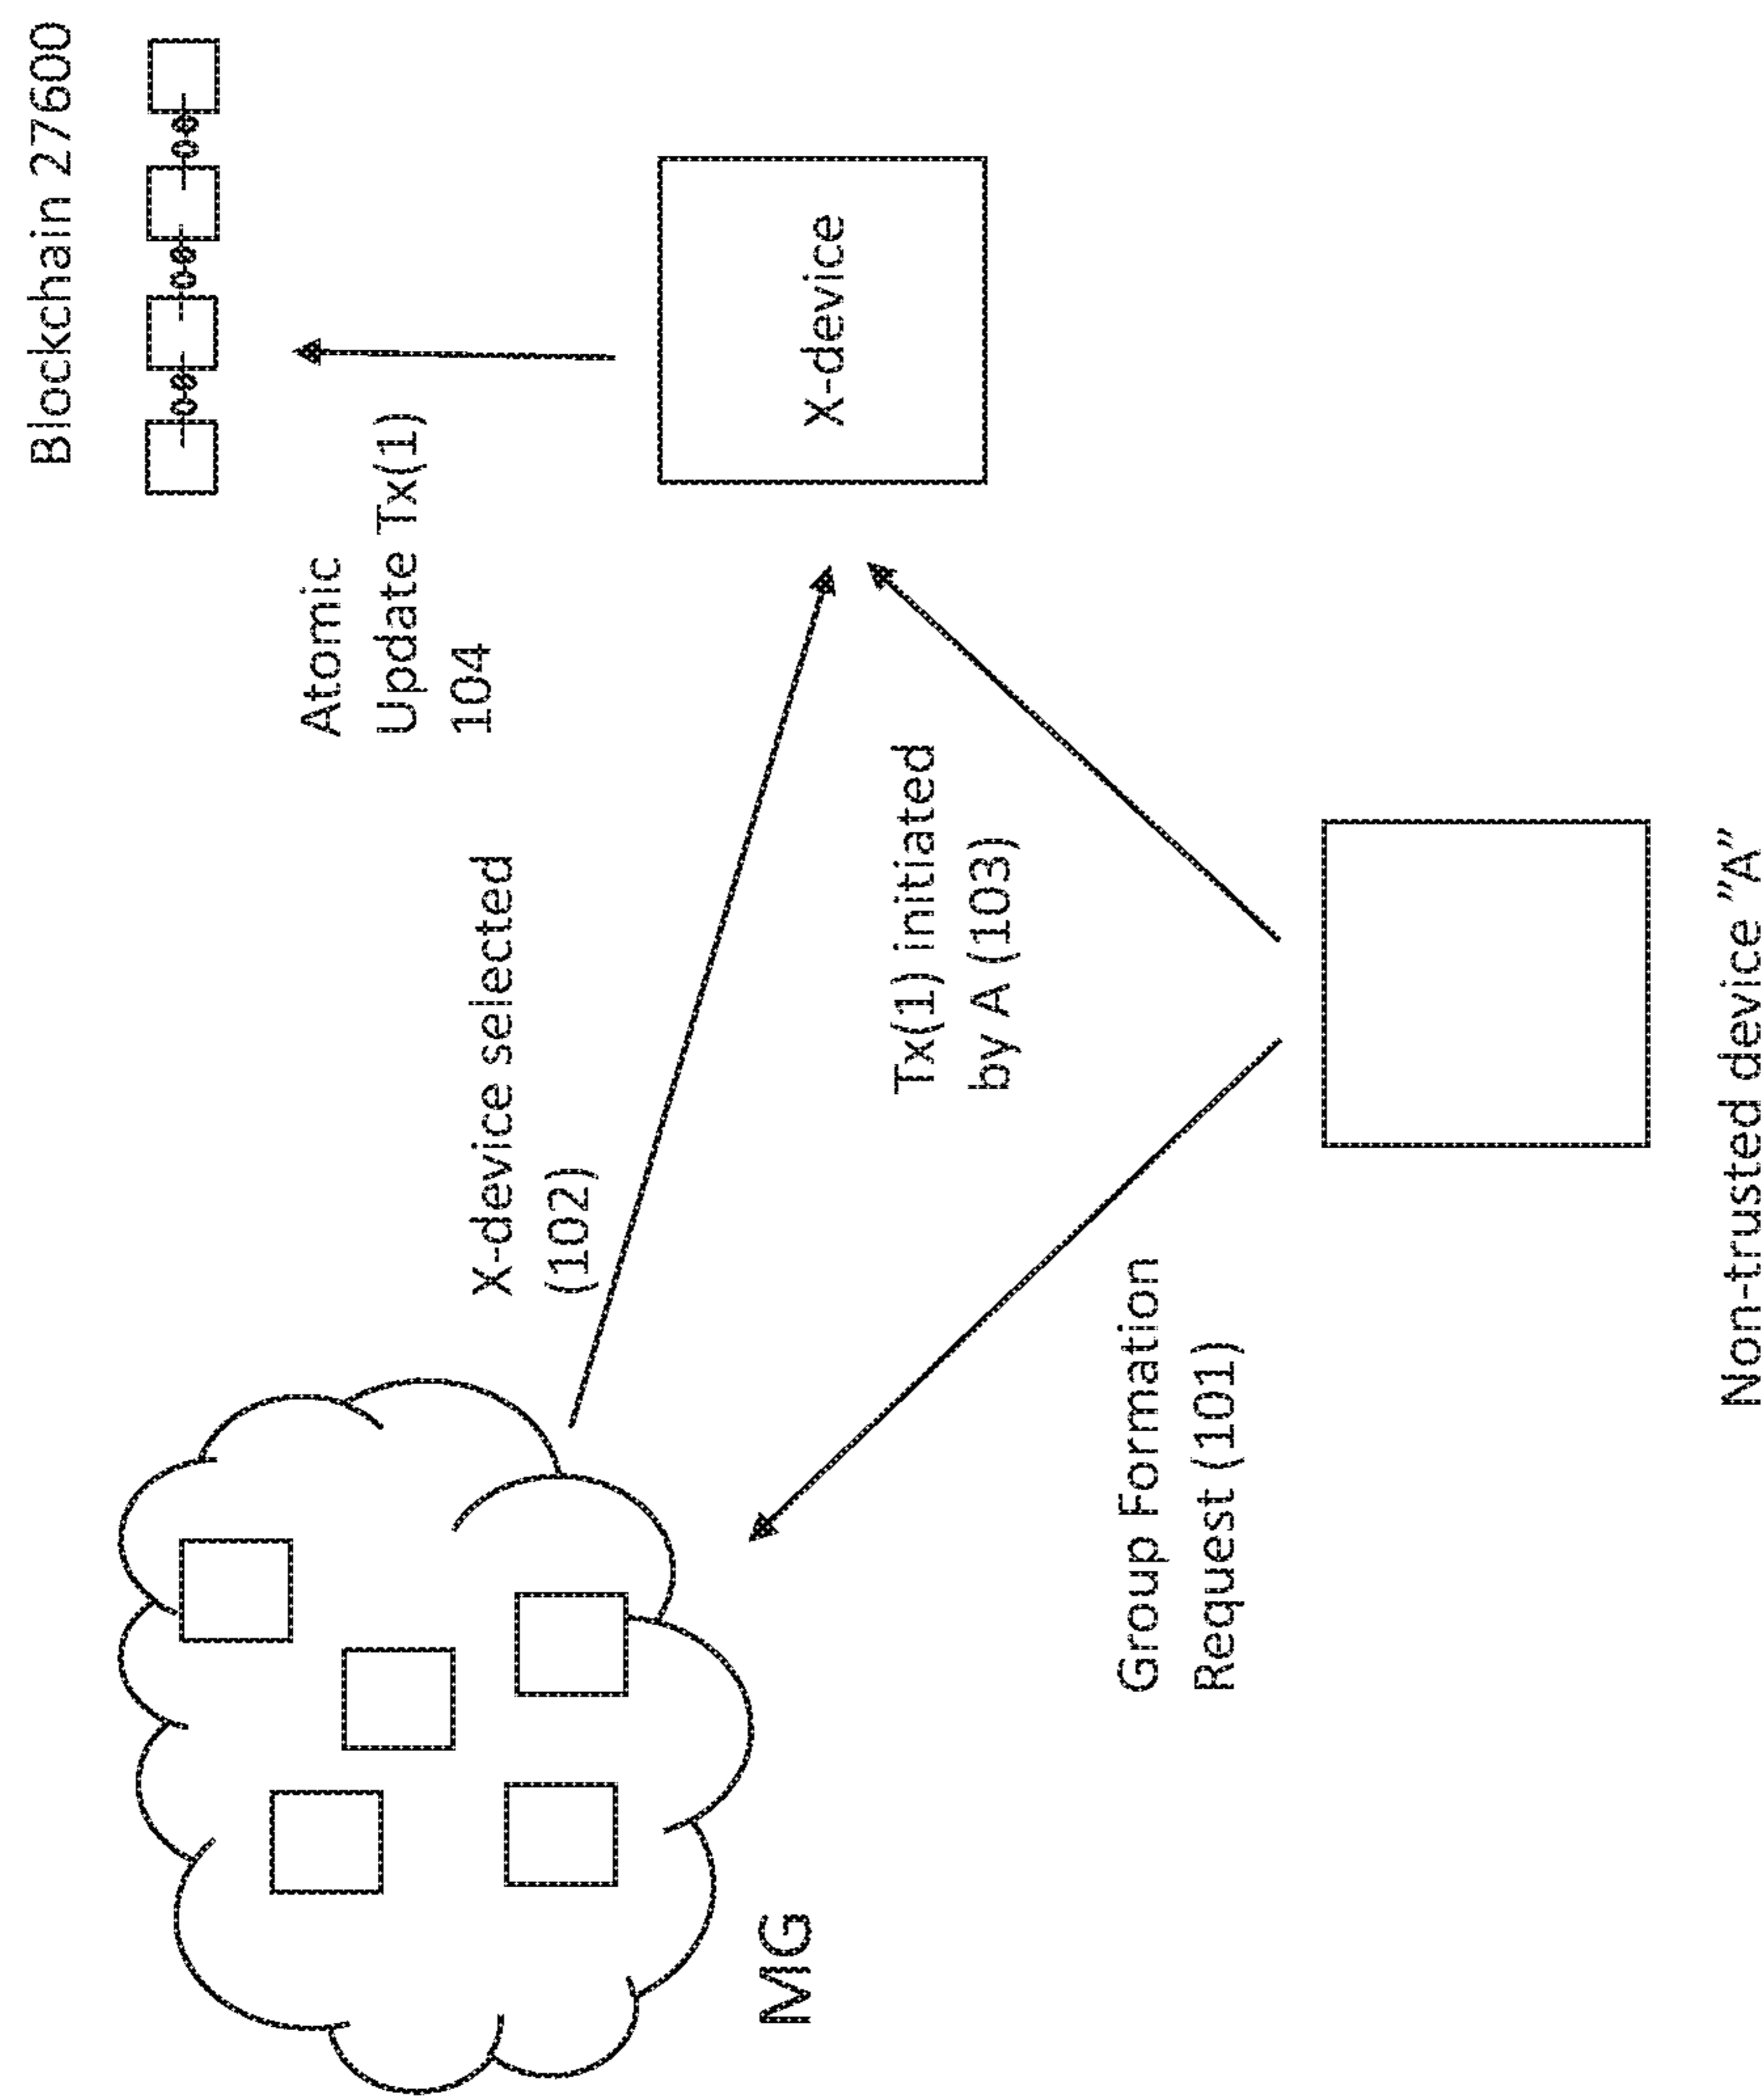 Blockchain 27600
Atomic
Update Tx(1)
104
X-device selected
(102)
X-device
MG
Tx(1) initiated
by A (103)
Group Formation
Request (101)
Non-trusted device ”A”